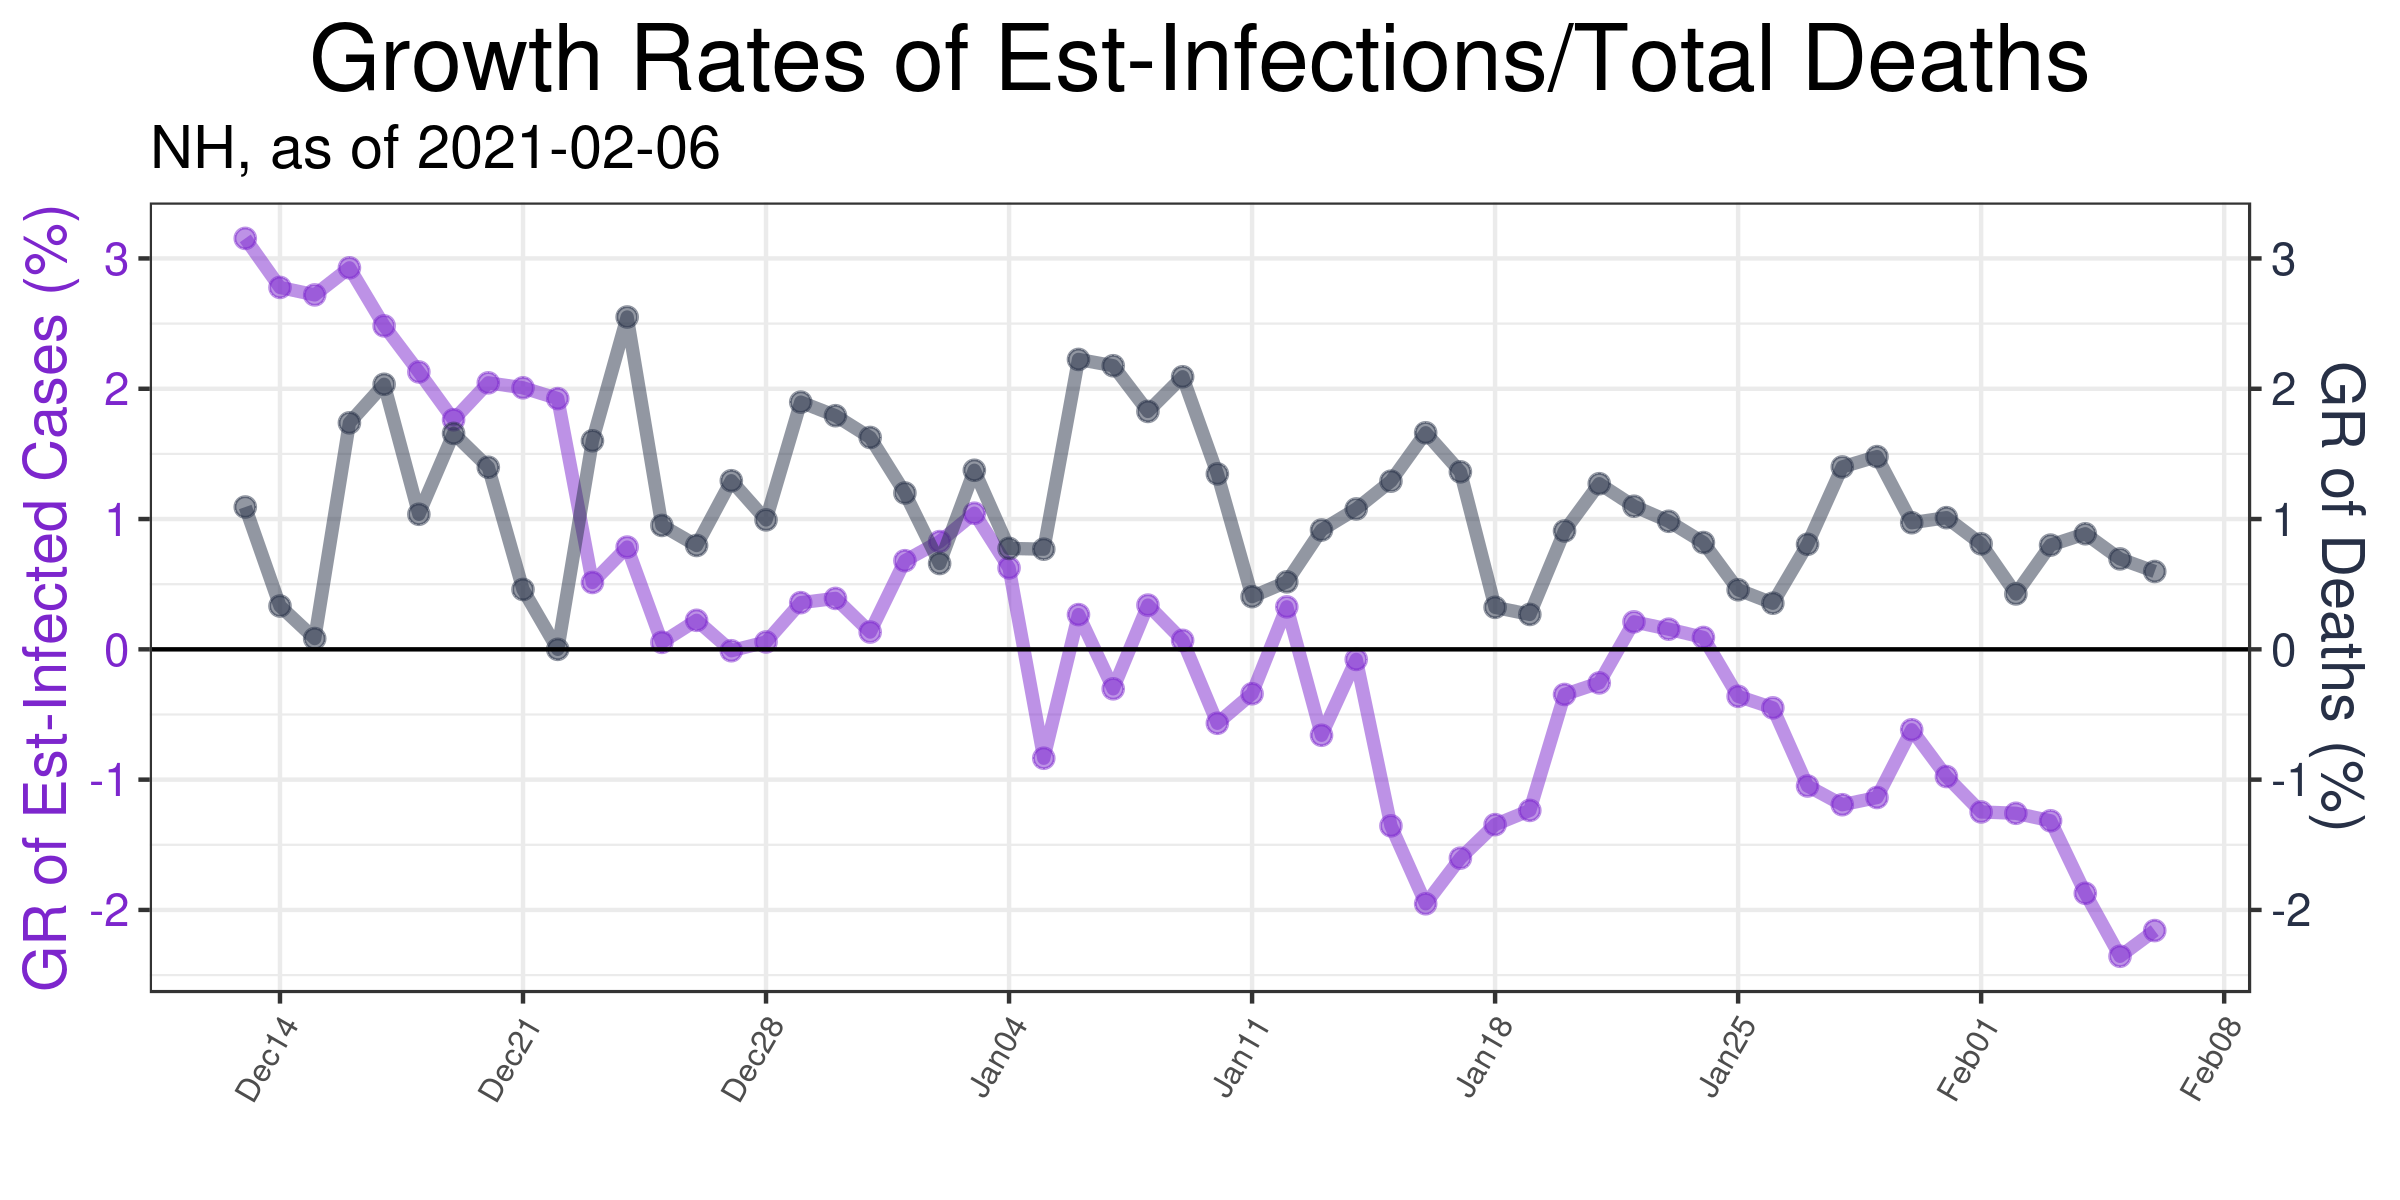 Growth Rates of Est-Infections/Total Deaths
NH, as of 2021-02-06
GR of Est-Infected Cases (%)
3
2
1
0
-1
-2
3
2
1
0
-1
-2
GR of Deaths (%)
Dec14
Dec21
Dec28
Jan04
Jan11
Jan18
Jan25
Feb01
Feb08